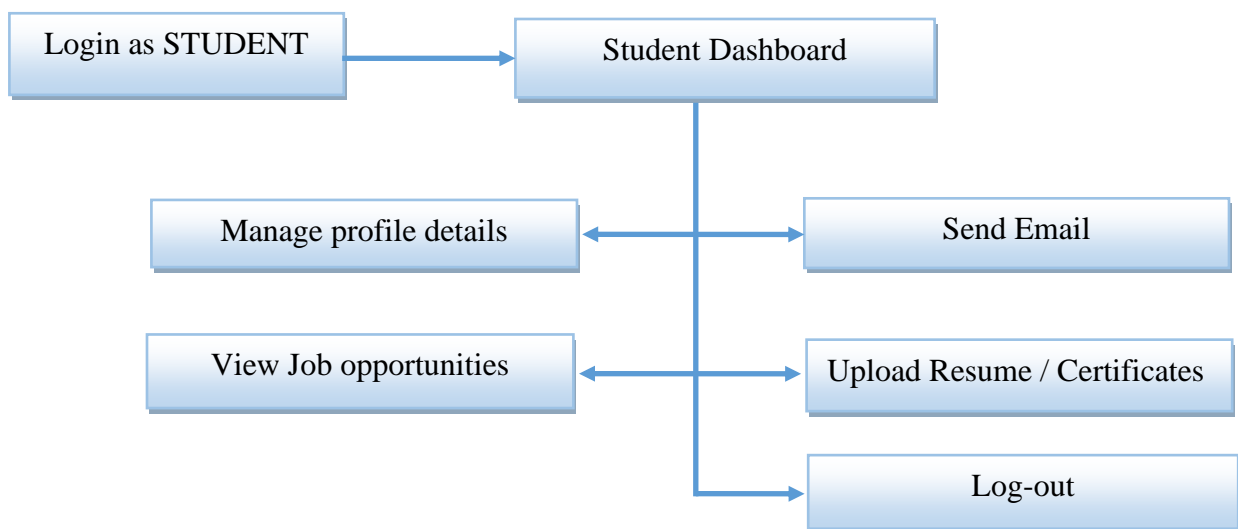 Login as STUDENT
Student Dashboard
Manage profile details
Send Email
View Job opportunities
Upload Resume / Certificates
Log-out